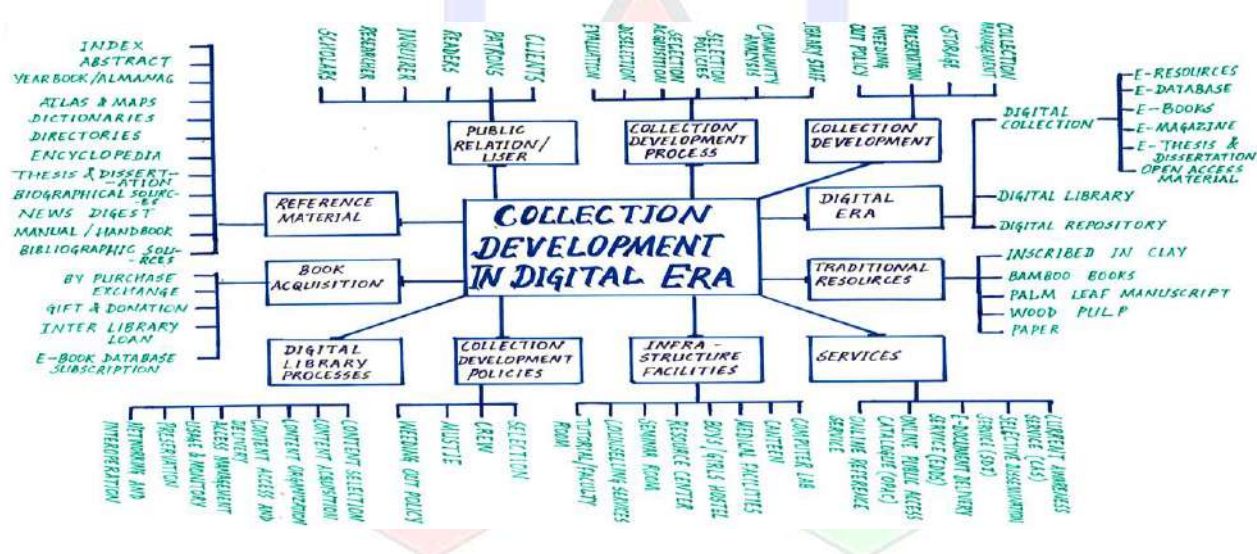 COLLECTION
DEVELOPMENT
IN DIGITAL ERA
REFERENCE
MATERIAL
INDEX
ABSTRACT
YEAR BOOK/ALMANAG
ATLAS & MAPS
DICTIONARIES
DIRECTORIES
ENCYCLOPEDIA
THESIS & DISSERT-
-ATION
BIOGRAPHICAL SOURC-
-ES
NEWS DIGEST
MANUAL / HANDBOOK
BIBLIOGRAPHIC SOU-
-RCES
BOOK
ACQUISITION
BY PURCHASE
EXCHANGE
GIFT & DONATION
INTER LIBRARY
LOAN
E-BOOK DATABASE
SUBSCRIPTION
PUBLIC
RELATION/
USER
SCHOLARS
RESEARCHER
INQUIRER
READERS
PATRONS
CLIENTS
COLLECTION
DEVELOPMENT
PROCESS
EVALUATION
DESELECTION
ACQUISITION
SELECTION
POLICIES
SELECTION
ANALYSIS
COMMUNITY
LIBRARY STAFF
COLLECTION
DEVELOPMENT
OUT POLICY
WEEDING
PRESERVATION
STORAGE
MANAGEMENT
COLLECTION
DIGITAL
ERA
DIGITAL
COLLECTION
E-RESOURCES
E-DATABASE
E-BOOKS
E-MAGAZINE
E-THESIS &
DISSERTATION
OPEN ACCESS
MATERIAL
DIGITAL LIBRARY
DIGITAL REPOSITORY
TRADITIONAL
RESOURCES
INSCRIBED IN CLAY
BAMBOO BOOKS
PALM LEAF MANUSCRIPT
WOOD PULP
PAPER
DIGITAL
LIBRARY
PROCESSES
INTEROPERATION
NETWORK AND
PRESERVATION
USAGE & MONITORY
ACCESS MANAGEMENT
DELIVERY
CONTENT ACCESS AND
CONTENT ORGANIZATION
CONTENT ABQUSITION
CONTENT SELECTION
COLLECTION
DEVELOPMENT
POLICIES
WEEDING OUT POLICY
MUSTIE
CREW
SELECTION
INFRA-
STRUCTURE
FACILITIES
ROOM
TUTORIAL/FACULTY
COUNSELING SERVICES
SEMINAR ROOM
RESOURCE CENTER
BOYS/GIRLS HOSTEL
MEDICAL FACILITIES
CANTEEN
COMPUTER LAB
SERVICES
SERVICE
ONLINE REFERENCE
CATALOGUE (OPAC)
ONLINE PUBLIC ACCESS
SERVICE (EDDS)
E-DOCUMENT DELIVERY
SERVICE (SDI)
SELECTIVE DISSEMINATION
SERVICE (CAS)
CURRENT AWARENESS